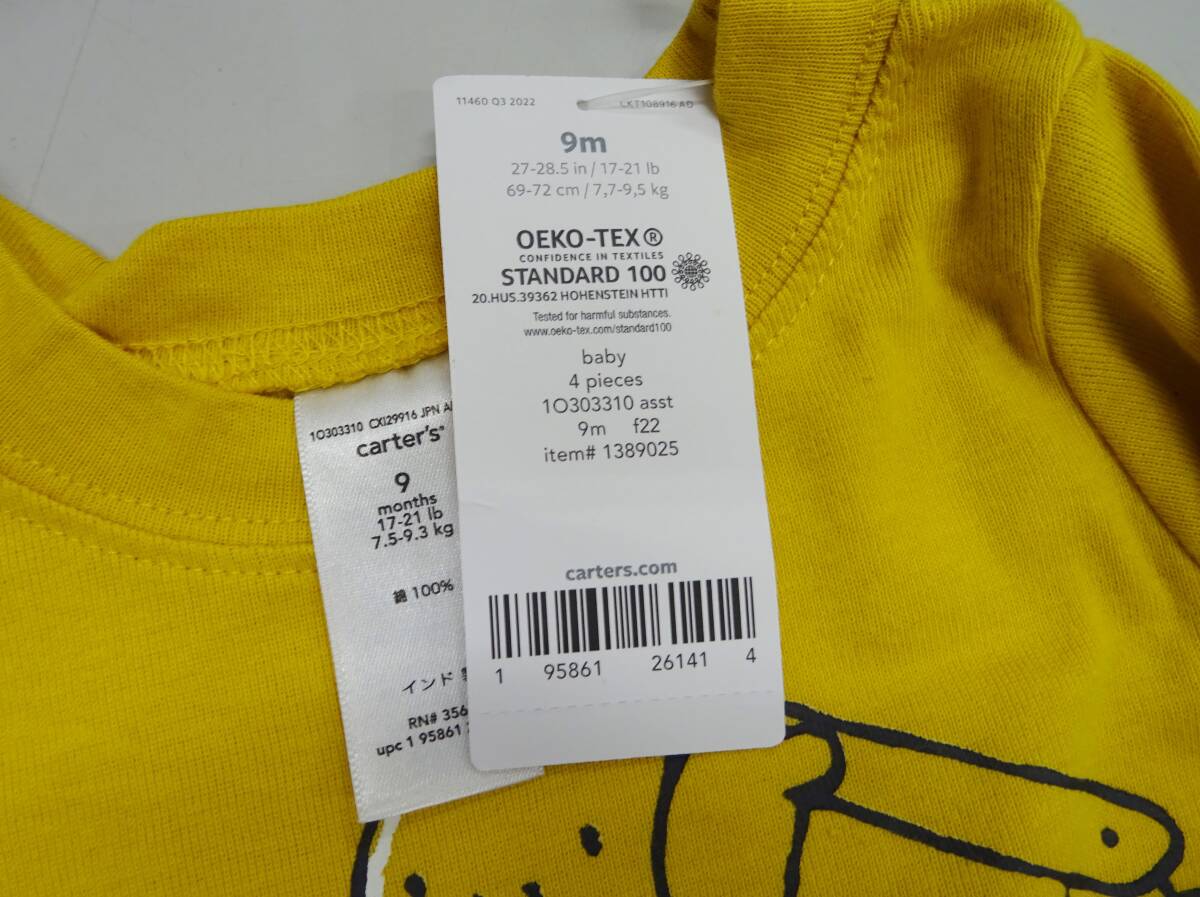 11460 Q3 2022
LKT108916 AD
9m
27-28.5 in / 17-21 lb
69-72 cm / 7,7-9,5 kg
OEKO-TEX®
CONFIDENCE IN TEXTILES
STANDARD 100
20.HUS.39362 HOHENSTEIN HTTI
Tested for harmful substances.
www.oeko-tex.com/standard100
baby
4 pieces
1O303310 asst
9m f22
item# 1389025
carters.com
1 95861 26141 4
1O303310 CXI29916 JPN
carter's
9
months
17-21 lb
7.5-9.3 kg
綿 100%
インド
RN# 356
upc 1 95861